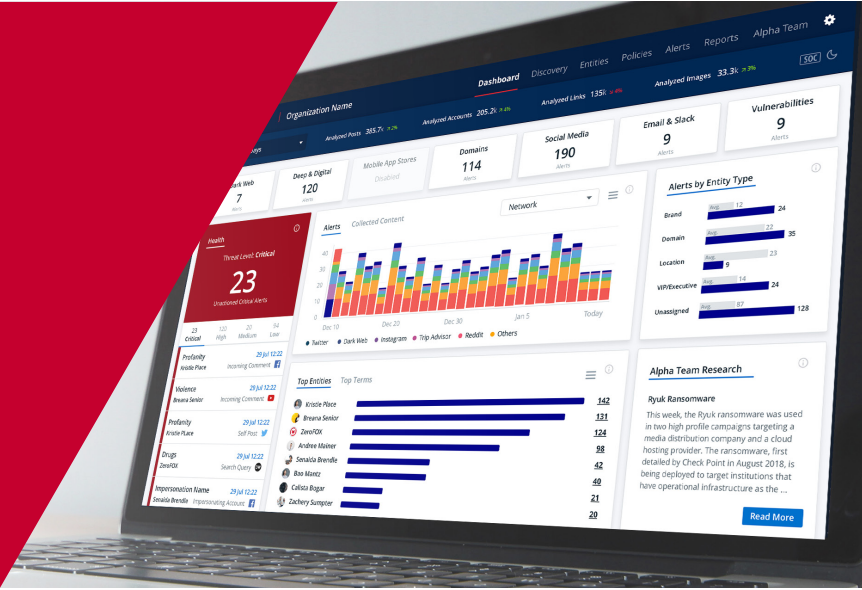 Organization Name
Dashboard Discovery Entities Policies Alerts Reports Alpha Team
Analyzed Posts 385.7k 2%
Analyzed Accounts 205.2k 4%
Analyzed Links 135k 4%
Analyzed Images 33.3k 3%
SOC
Web
7
Alerts
Deep & Digital
120
Alerts
Mobile App Stores
Disabled
Domains
114
Alerts
Social Media
190
Alerts
Email & Slack
9
Alerts
Vulnerabilities
9
Alerts
Health
Threat Level: Critical
23
Unactioned Critical Alerts
23 120 20 94
Critical High Medium Low
Profanity 29 Jul 12:22
Kristie Place Incoming Comment
Violence 29 Jul 12:22
Breana Senior Incoming Comment
Profanity 29 Jul 12:22
Kristie PLace Self Post
Drugs 29 Jul 12:22
ZeroFOX Search Query
Impersonation Name 29 Jul 12:22
Senaida Brendle Impersonating Account
Alerts Collected Content
Network
40
30
20
10
0
Dec 10 Dec 20 Dec 30 Jan 5 Today
Twitter Dark Web Instagram Trip Advisor Reddit Others
Top Entities Top Terms
Kristie Place 142
Breana Senior 131
ZeroFOX 124
Andree Mainer 98
Senaida Brendle 42
Bao Mantz 40
Calista Bogar 21
Zachery Sumpter 20
Alerts by Entity Type
Brand Avg. 12 24
Domain Avg. 22 35
Location Avg. 23 9
VIP/Executive Avg. 14 24
Unassigned Avg. 87 128
Alpha Team Research
Ryuk Ransomware
This week, the Ryuk ransomware was used
in two high profile campaigns targeting a
media distribution company and a cloud
hosting provider. The ransomware, first
detailed by Check Point in August 2018, is
being deployed to target institutions that
have operational infrastructure as the ...
Read More